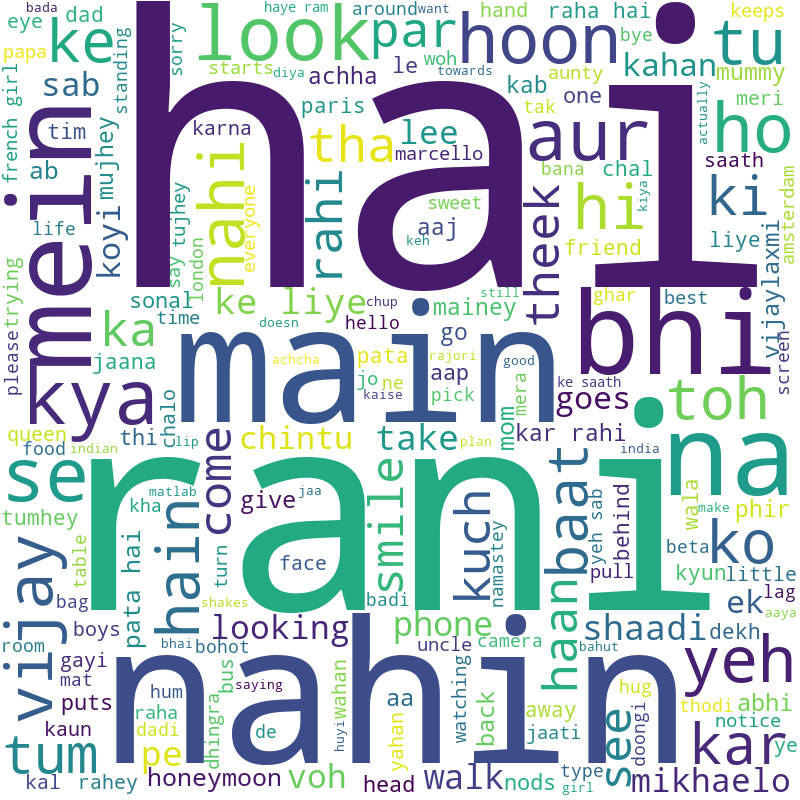 bada
haye ram
around
want
raha hai
hand
keeps
eye
dad
ke
look
par
hoon
bye
tu
papa
standing
sorry
starts
diya
achha
le
woh
towards
kab
aunty
kahan
mummy
french girl
sab
hai
paris
one
tak
meri
actually
ho
tim
karna
tha
lee
aur
marcello
bana
chal
saath
mein
ab
mujhey
koyi
nahi
rahi
everyone
tujhey
say
london
life
sweet
aaj
keh
theek
hi
kiya
ki
friend
liye
vijaylaxmi
amsterdam
please
trying
sonal
time
ke liye
chup
mainey
still
ghar
best
bhi
screen
ka
jaana
doesn
hello
main
go
achcha
pata
rajori
good
jo
ne
aap
kaise
pick
mera
ke saath
kya
goes
toh
queen
food
thi
indian
chalo
lip
come
chintu
take
plan
mom
kar rahi
india
na
se
rani
matlab
kha
give
jaa
smile
kuch
baat
make
wala
phir
yeh sab
behind
ko
tumhey
table
pata hai
hain
turn
face
namastey
beta
pull
kyun
little
lag
vijay
bag
boys
shakes
badi
haan
ek
aaya
room
bhai
bohot
looking
phone
uncle
camera
shaadi
dekh
bahut
yeh
gayi
mat
puts
hum
raha
dadi
bus
dhingra
saying
nahin
wahan
huyi
aa
yahan
watching
back
away
jaati
hug
see
doongi
thodi
abhi
notice
kaun
tum
pe
de
kar
ye
kal
rahey
honeymoon
voh
head
walk
nods
type
girl
mikhaelo